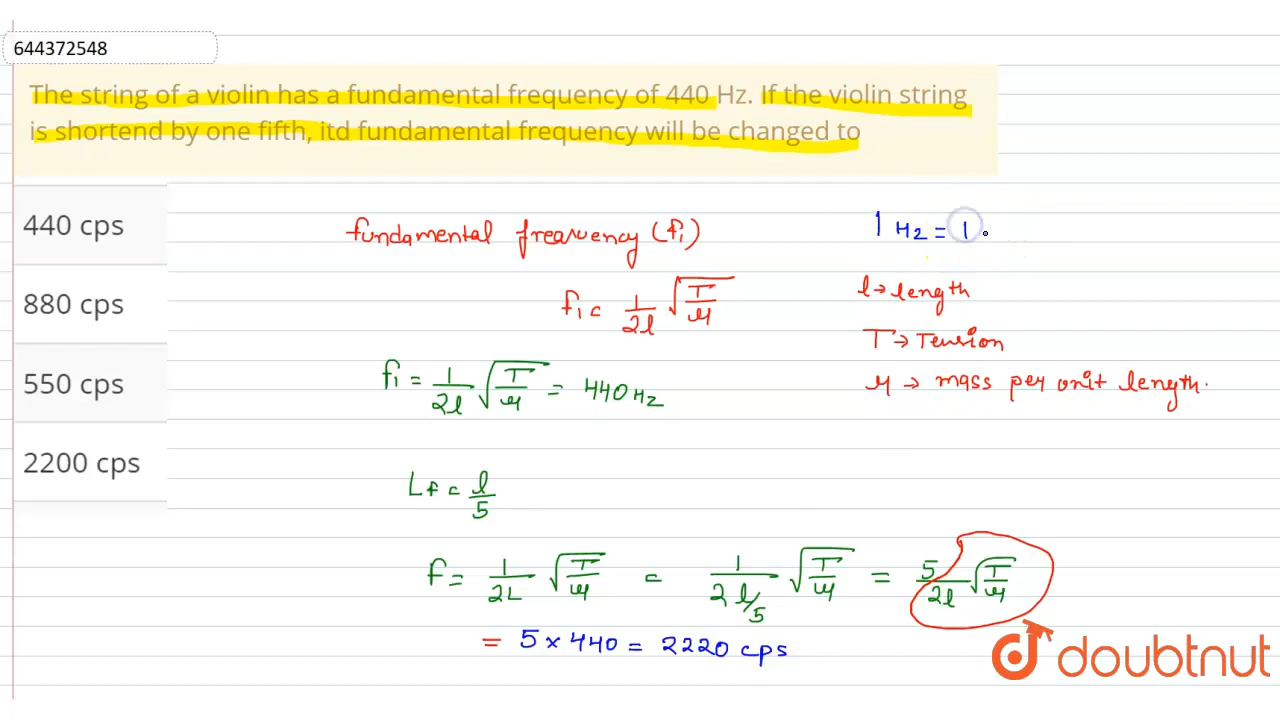 644372548
The string of a violin has a fundamental frequency of 440 Hz. If the violin string
is shortend by one fifth, itd fundamental frequency will be changed to
440 cps
880 cps
550 cps
2200 cps
fundamental frequency (f₁)
f₁ = 1/2l √T/μ
f₁ = 1/2l √T/μ = 440 Hz
1 Hz = 1 .
l → length
T → Tension
μ → mass per unit length.
Lf = l/5
f = 1/2L √T/μ = 1/2 l/5 √T/μ = 5/2l √T/μ
= 5 × 440 = 2220 cps
doubtnut